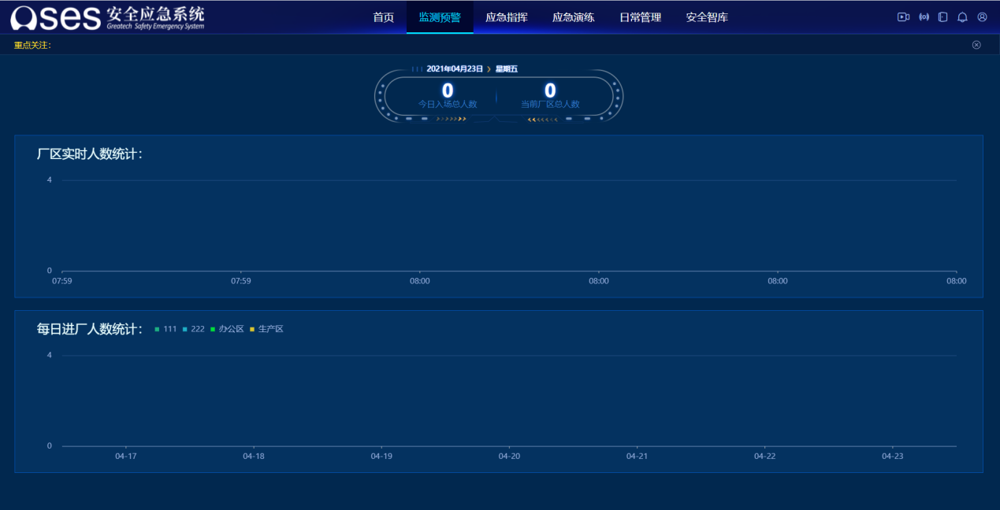 Qses 安全应急系统
Greatech Safety Emergency System
首页 监测预警 应急指挥 应急演练 日常管理 安全智库
重点关注:
2021年04月23日 星期五
0 0
今日入场总人数 当前厂区总人数
厂区实时人数统计:
4
0
07:59 07:59 08:00 08:00 08:00 08:00
每日进厂人数统计: 111 222 办公区 生产区
4
0
04-17 04-18 04-19 04-20 04-21 04-22 04-23